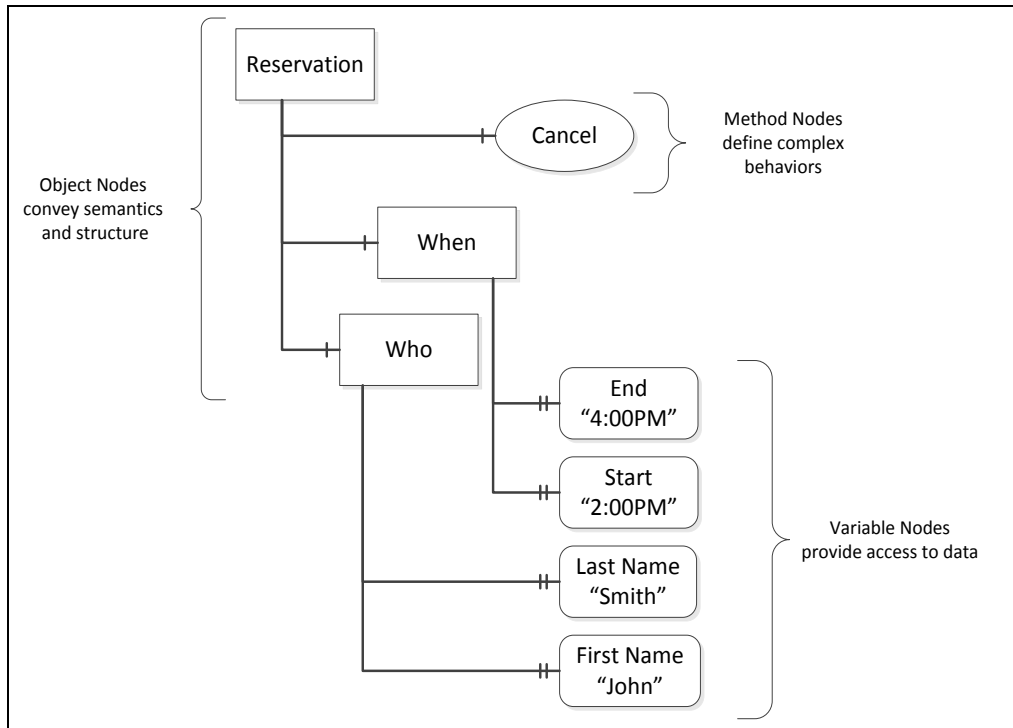 Reservation
Cancel
Method Nodes
define complex
behaviors
Object Nodes
convey semantics
and structure
When
Who
End
“4:00PM”
Start
“2:00PM”
Variable Nodes
provide access to data
Last Name
“Smith”
First Name
“John”